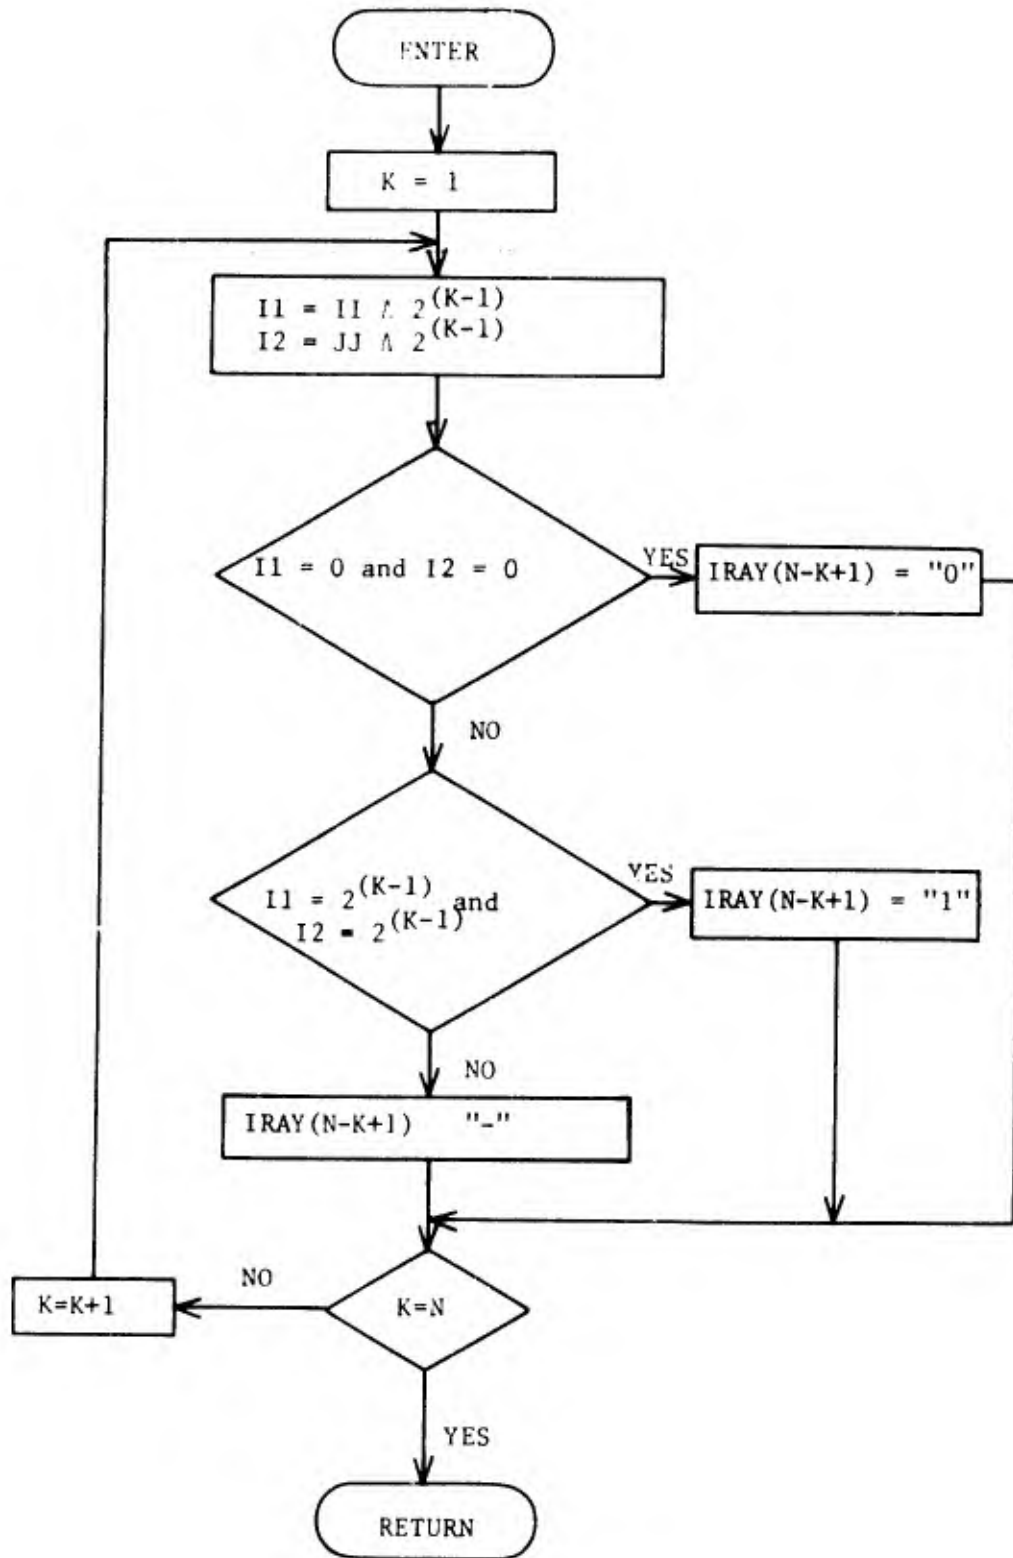 ENTER
K = 1
I1 = II ∧ 2^(K-1)
I2 = JJ ∧ 2^(K-1)
I1 = 0 and I2 = 0
YES
IRAY(N-K+1) = "0"
NO
I1 = 2^(K-1) and
I2 = 2^(K-1)
YES
IRAY(N-K+1) = "1"
NO
IRAY(N-K+1) "-"
K=N
NO
K=K+1
YES
RETURN